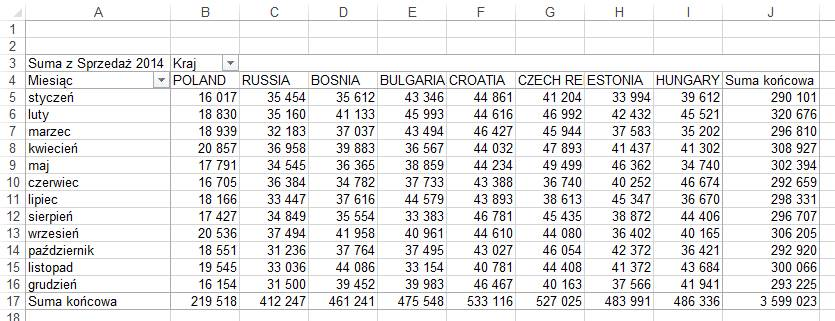 A B C D E F G H I J
1
2
3 Suma z Sprzedaż 2014 Kraj
4 Miesiąc POLAND RUSSIA BOSNIA BULGARIA CROATIA CZECH RE ESTONIA HUNGARY Suma końcowa
5 styczeń 16 017 35 454 35 612 43 346 44 861 41 204 33 994 39 612 290 101
6 luty 18 830 35 160 41 133 45 993 44 616 46 992 42 432 45 521 320 676
7 marzec 18 939 32 183 37 037 43 494 46 427 45 944 37 583 35 202 296 810
8 kwiecień 20 857 36 958 39 883 36 567 44 032 47 893 41 437 41 302 308 927
9 maj 17 791 34 545 36 365 38 859 44 234 49 499 46 362 34 740 302 394
10 czerwiec 16 705 36 384 34 782 37 733 43 388 36 740 40 252 46 674 292 659
11 lipiec 18 166 33 447 37 616 44 579 43 893 38 613 45 347 36 670 298 331
12 sierpień 17 427 34 849 35 554 33 383 46 781 45 435 38 872 44 406 296 707
13 wrzesień 20 536 37 494 41 958 40 961 44 610 44 080 36 402 40 165 306 205
14 październik 18 551 31 236 37 764 37 495 43 027 46 054 42 372 36 421 292 920
15 listopad 19 545 33 036 44 086 33 154 40 781 44 408 41 372 43 684 300 066
16 grudzień 16 154 31 500 39 452 39 983 46 467 40 163 37 566 41 941 293 225
17 Suma końcowa 219 518 412 247 461 241 475 548 533 116 527 025 483 991 486 336 3 599 023
18